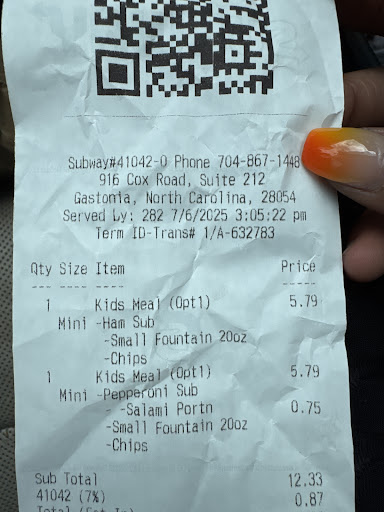 Subway#41042-0 Phone 704-867-1448
916 Cox Road, Suite 212
Gastonia, North Carolina, 28054
Served by: 282 7/6/2025 3:05:22 pm
Term ID-Trans# 1/A-632783
Qty Size Item Price
--- ---- ---- -----
1 Kids Meal (Opt1) 5.79
Mini -Ham Sub
-Small Fountain 20oz
-Chips
1 Kids Meal (Opt1) 5.79
Mini -Pepperoni Sub
- -Salami Portn 0.75
-Small Fountain 20oz
-Chips
Sub Total 12.33
41042 (7%) 0.87
Total (Eat In)